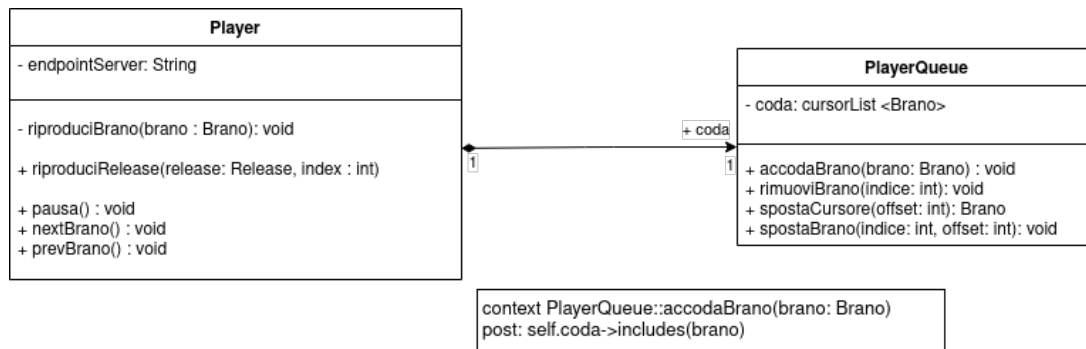 Player
- endpointServer: String
- riproduciBrano(brano : Brano): void
+ riproduciRelease(release: Release, index : int)
+ pausa() : void
+ nextBrano() : void
+ prevBrano() : void
1
+ coda
1
PlayerQueue
- coda: cursorList <Brano>
+ accodaBrano(brano: Brano) : void
+ rimuoviBrano(indice: int): void
+ spostaCursore(offset: int): Brano
+ spostaBrano(indice: int, offset: int): void
context PlayerQueue::accodaBrano(brano: Brano)
post: self.coda->includes(brano)